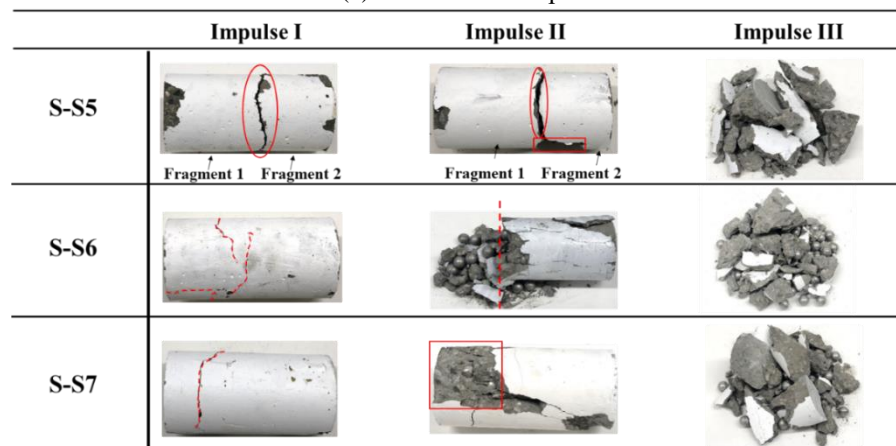 Impulse I Impulse II Impulse III
S-S5
Fragment 1 Fragment 2 Fragment 1 Fragment 2
S-S6
S-S7